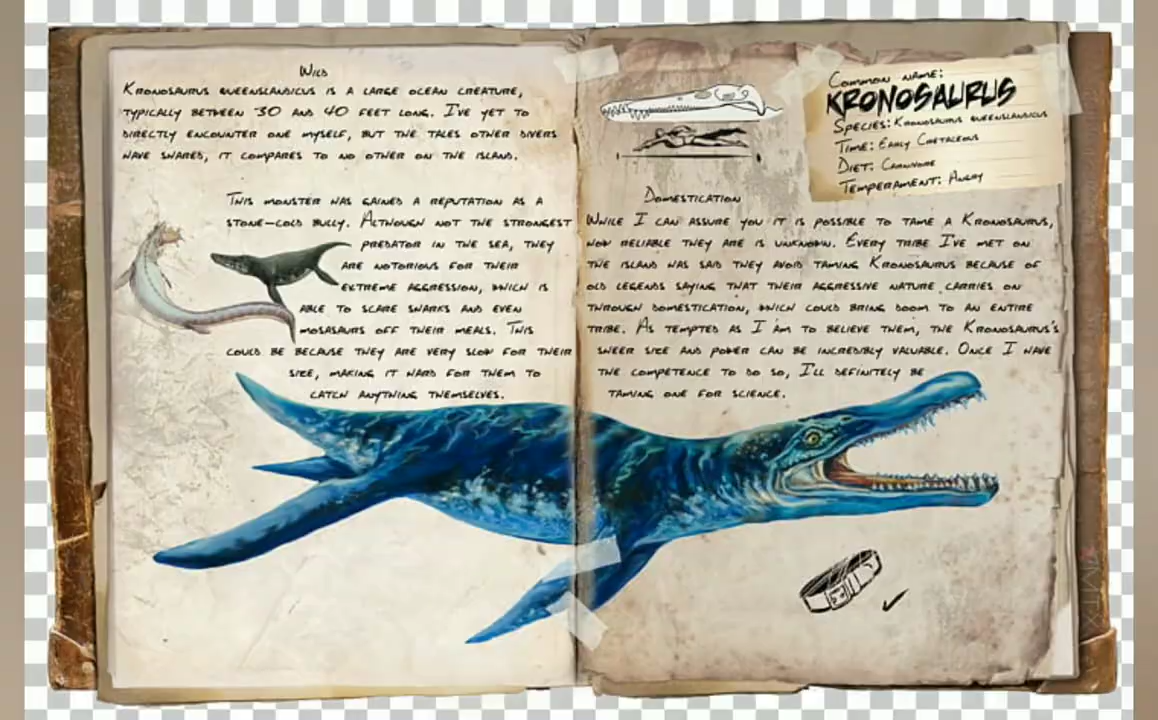 Wild
Kronosaurus queenslandicus is a large ocean creature,
typically between 30 and 40 feet long. I've yet to
directly encounter one myself, but the tales other divers
have shared, it compares to no other on the island.
This monster has gained a reputation as a
stone-cold bully. Although not the strongest
predator in the sea, they
are notorious for their
extreme aggression, which is
able to scare sharks and even
mosasaurs off their meals. This
could be because they are very slow for their
size, making it hard for them to
catch anything themselves.
Common name:
KRONOSAURUS
Species: Kronosaurus queenslandicus
Time: Early Cretaceous
Diet: Carnivore
Temperament: Angry
Domestication
While I can assure you it is possible to tame a Kronosaurus,
how reliable they are is unknown. Every tribe I've met on
the island has said they avoid taming Kronosaurus because of
old legends saying that their aggressive nature carries on
through domestication, which could bring doom to an entire
tribe. As tempted as I am to believe them, the Kronosaurus's
sheer size and power can be incredibly valuable. Once I have
the competence to do so, I'll definitely be
taming one for science.